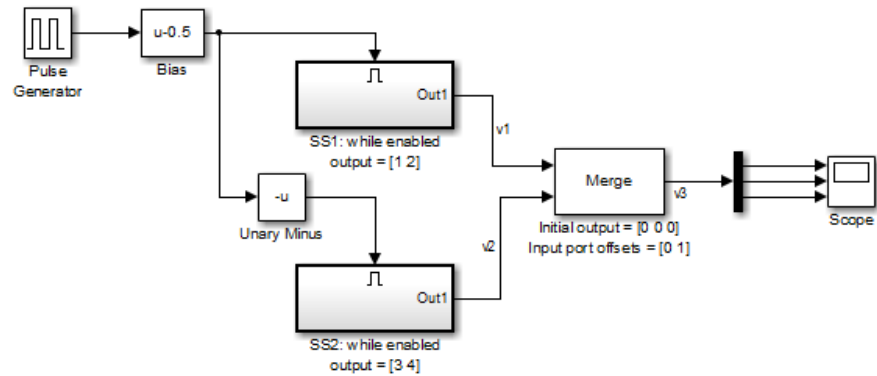 Pulse
Generator
u-0.5
Bias
Out1
SS1: while enabled
output = [1 2]
v1
-u
Unary Minus
Out1
SS2: while enabled
output = [3 4]
v2
Merge
Initial output = [0 0 0]
Input port offsets = [0 1]
v3
Scope